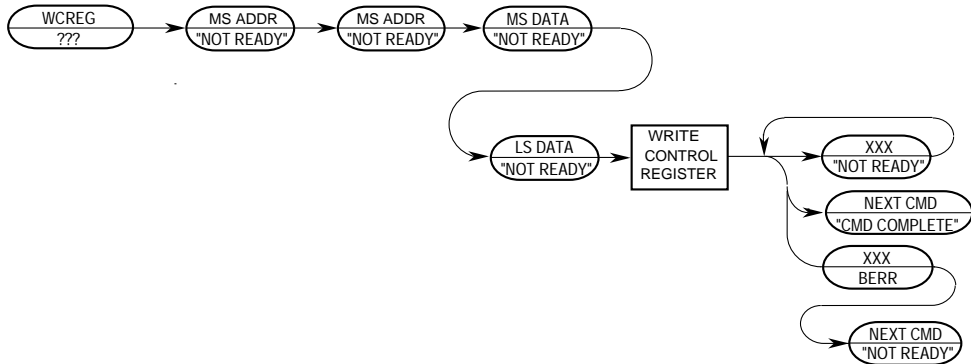 WCREG
???
MS ADDR
"NOT READY"
MS ADDR
"NOT READY"
MS DATA
"NOT READY"
LS DATA
"NOT READY"
WRITE
CONTROL
REGISTER
XXX
"NOT READY"
NEXT CMD
"CMD COMPLETE"
XXX
BERR
NEXT CMD
"NOT READY"